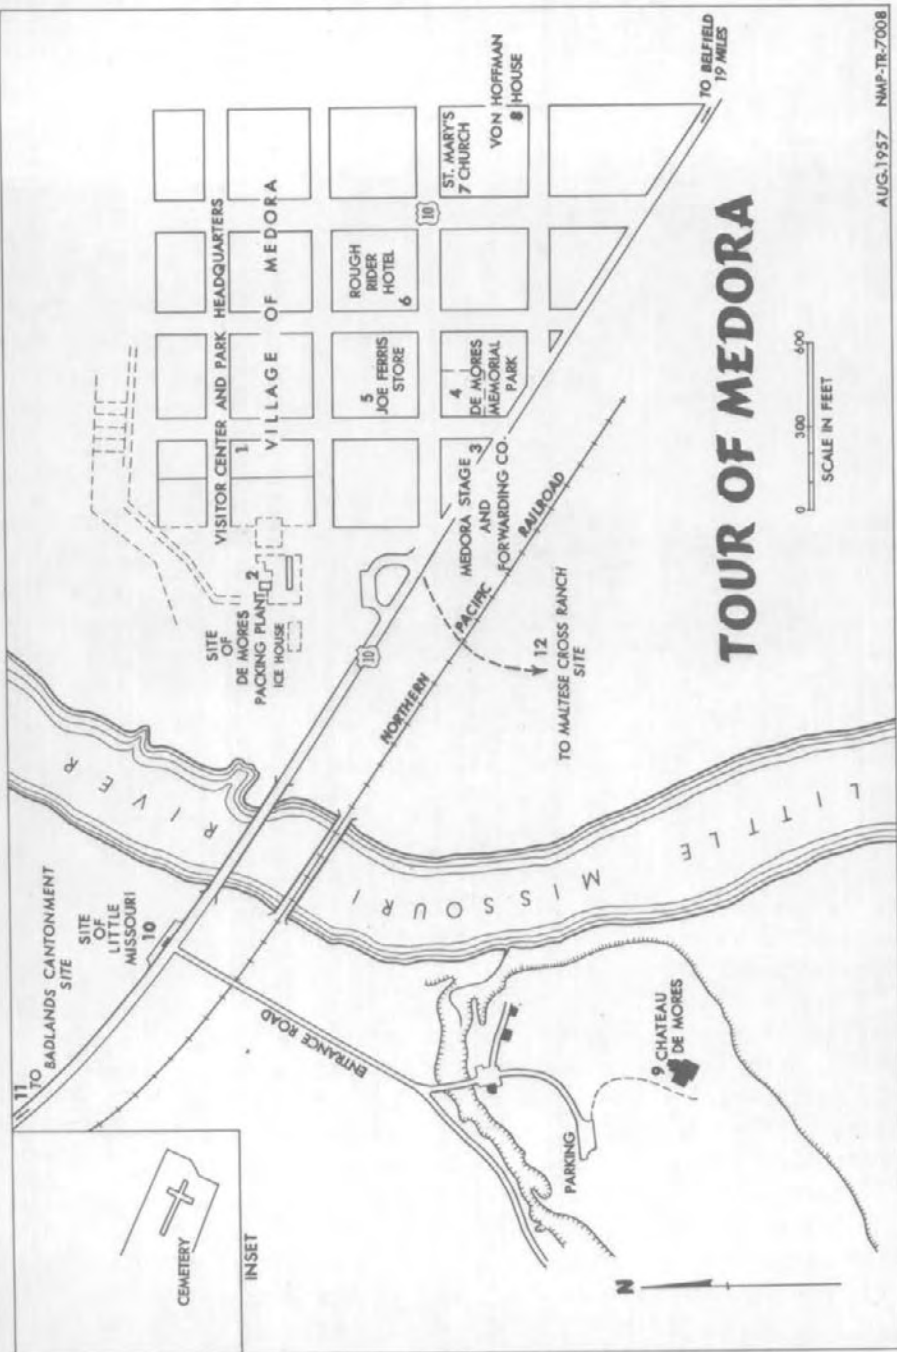 TOUR OF MEDORA
0 300 600
SCALE IN FEET
AUG.1957 NMP-TR-7008
N
INSET
CEMETERY
11
TO
BADLANDS CANTONMENT
SITE
SITE
OF
LITTLE
MISSOURI
10
ENTRANCE ROAD
PARKING
9 CHATEAU
DE MORES
LITTLE MISSOURI RIVER
SITE
OF
DE MORES
PACKING PLANT 2
ICE HOUSE
VISITOR CENTER AND PARK HEADQUARTERS
1
VILLAGE OF MEDORA
10
NORTHERN PACIFIC RAILROAD
12
TO MALTESE CROSS RANCH
SITE
MEDORA STAGE 3
AND
FORWARDING CO.
4
DE MORES
MEMORIAL
PARK
5
JOE FERRIS
STORE
ROUGH
RIDER
HOTEL
6
10
ST. MARY'S
7 CHURCH
VON HOFFMAN
8 HOUSE
TO BELFIELD
19 MILES